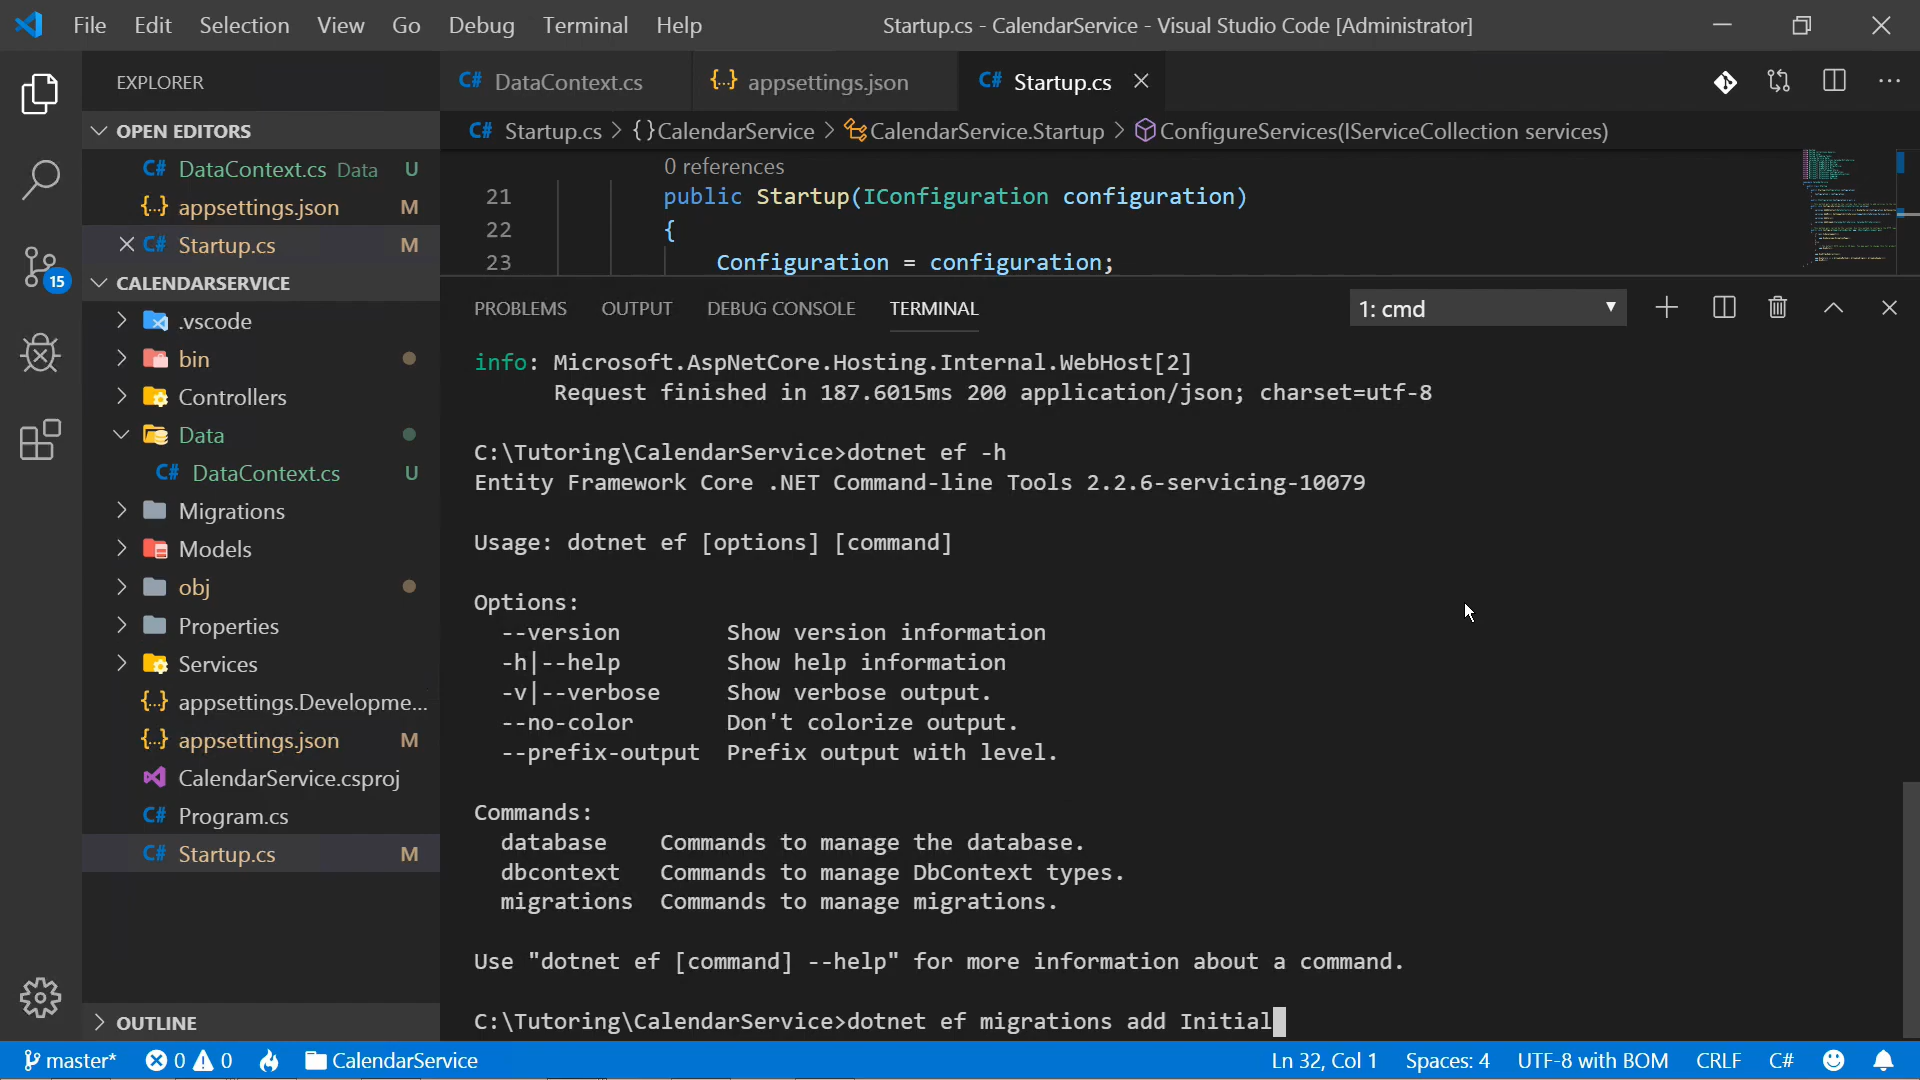 File Edit Selection View Go Debug Terminal Help Startup.cs - CalendarService - Visual Studio Code [Administrator]
EXPLORER
OPEN EDITORS
C# DataContext.cs Data U
{··} appsettings.json M
C# Startup.cs M
CALENDARSERVICE
15
.vscode
bin
Controllers
Data
C# DataContext.cs U
Migrations
Models
obj
Properties
Services
{··} appsettings.Developme...
{··} appsettings.json M
CalendarService.csproj
C# Program.cs
C# Startup.cs M
OUTLINE
C# DataContext.cs {··} appsettings.json C# Startup.cs
C# Startup.cs > {} CalendarService > CalendarService.Startup > ConfigureServices(IServiceCollection services)
0 references
21 public Startup(IConfiguration configuration)
22 {
23 Configuration = configuration;
PROBLEMS OUTPUT DEBUG CONSOLE TERMINAL 1: cmd
info: Microsoft.AspNetCore.Hosting.Internal.WebHost[2]
Request finished in 187.6015ms 200 application/json; charset=utf-8
C:\Tutoring\CalendarService>dotnet ef -h
Entity Framework Core .NET Command-line Tools 2.2.6-servicing-10079
Usage: dotnet ef [options] [command]
Options:
--version Show version information
-h|--help Show help information
-v|--verbose Show verbose output.
--no-color Don't colorize output.
--prefix-output Prefix output with level.
Commands:
database Commands to manage the database.
dbcontext Commands to manage DbContext types.
migrations Commands to manage migrations.
Use "dotnet ef [command] --help" for more information about a command.
C:\Tutoring\CalendarService>dotnet ef migrations add Initial
master* 0 0 CalendarService Ln 32, Col 1 Spaces: 4 UTF-8 with BOM CRLF C#